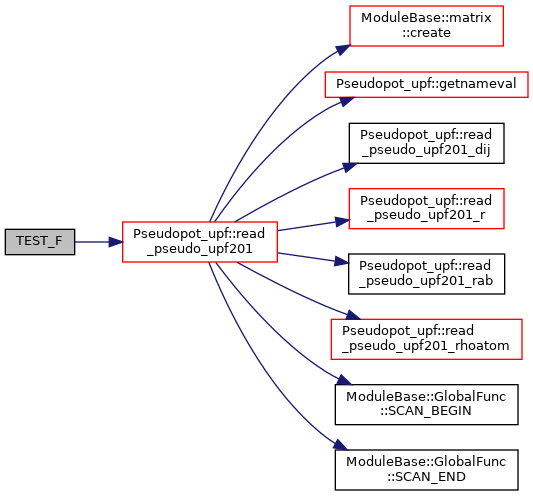 ModuleBase::matrix
::create
Pseudopot_upf::getnameval
Pseudopot_upf::read
_pseudo_upf201_dij
Pseudopot_upf::read
_pseudo_upf201_r
TEST_F
Pseudopot_upf::read
_pseudo_upf201
Pseudopot_upf::read
_pseudo_upf201_rab
Pseudopot_upf::read
_pseudo_upf201_rhoatom
ModuleBase::GlobalFunc
::SCAN_BEGIN
ModuleBase::GlobalFunc
::SCAN_END